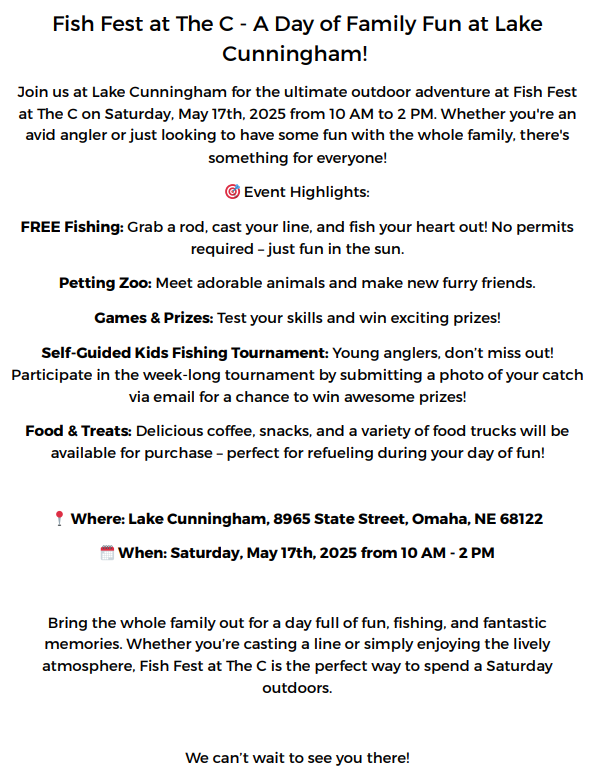 Fish Fest at The C - A Day of Family Fun at Lake
Cunningham!
Join us at Lake Cunningham for the ultimate outdoor adventure at Fish Fest
at The C on Saturday, May 17th, 2025 from 10 AM to 2 PM. Whether you're an
avid angler or just looking to have some fun with the whole family, there's
something for everyone!
🎯 Event Highlights:
FREE Fishing: Grab a rod, cast your line, and fish your heart out! No permits
required – just fun in the sun.
Petting Zoo: Meet adorable animals and make new furry friends.
Games & Prizes: Test your skills and win exciting prizes!
Self-Guided Kids Fishing Tournament: Young anglers, don’t miss out!
Participate in the week-long tournament by submitting a photo of your catch
via email for a chance to win awesome prizes!
Food & Treats: Delicious coffee, snacks, and a variety of food trucks will be
available for purchase – perfect for refueling during your day of fun!
📍 Where: Lake Cunningham, 8965 State Street, Omaha, NE 68122
🗓️ When: Saturday, May 17th, 2025 from 10 AM - 2 PM
Bring the whole family out for a day full of fun, fishing, and fantastic
memories. Whether you’re casting a line or simply enjoying the lively
atmosphere, Fish Fest at The C is the perfect way to spend a Saturday
outdoors.
We can’t wait to see you there!